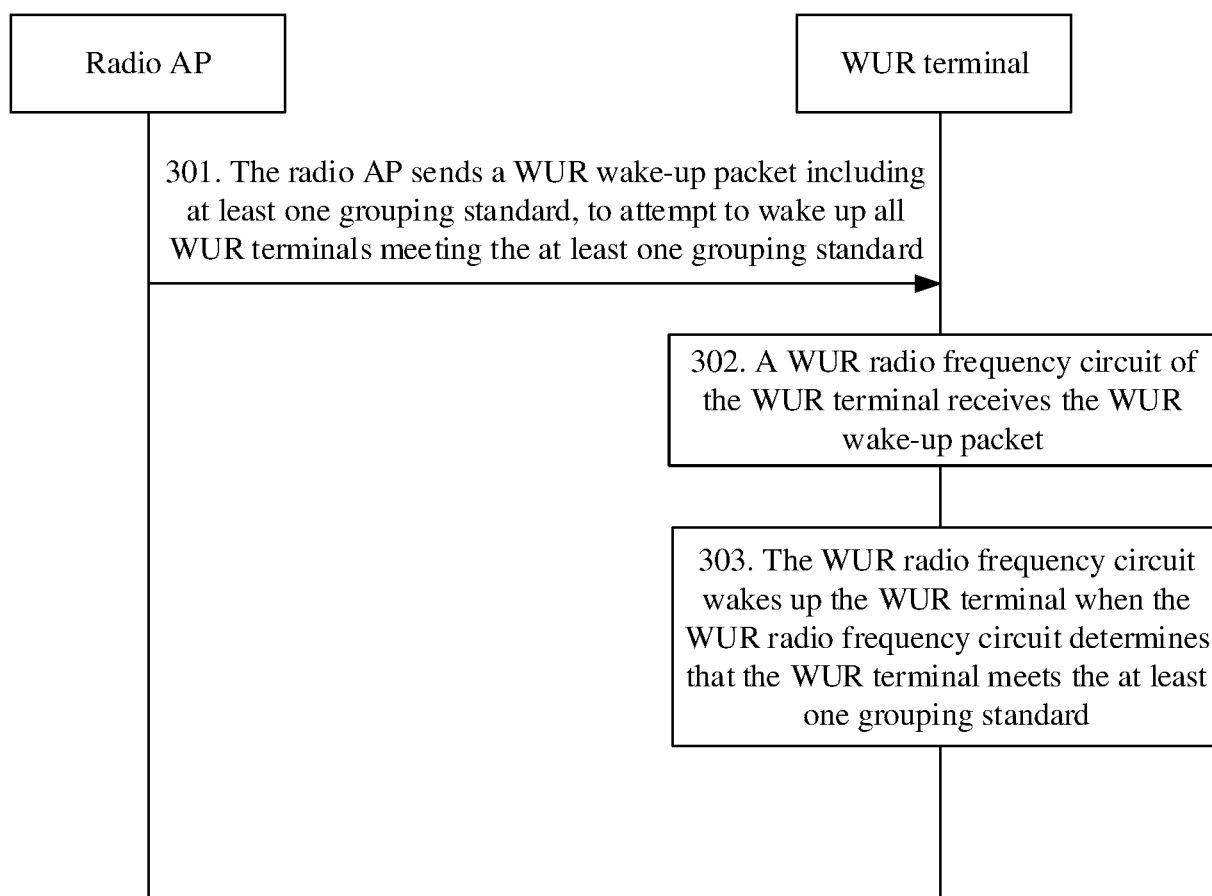 Radio AP
WUR terminal
301. The radio AP sends a WUR wake-up packet including
at least one grouping standard, to attempt to wake up all
WUR terminals meeting the at least one grouping standard
302. A WUR radio frequency circuit of
the WUR terminal receives the WUR
wake-up packet
303. The WUR radio frequency circuit
wakes up the WUR terminal when the
WUR radio frequency circuit determines
that the WUR terminal meets the at least
one grouping standard